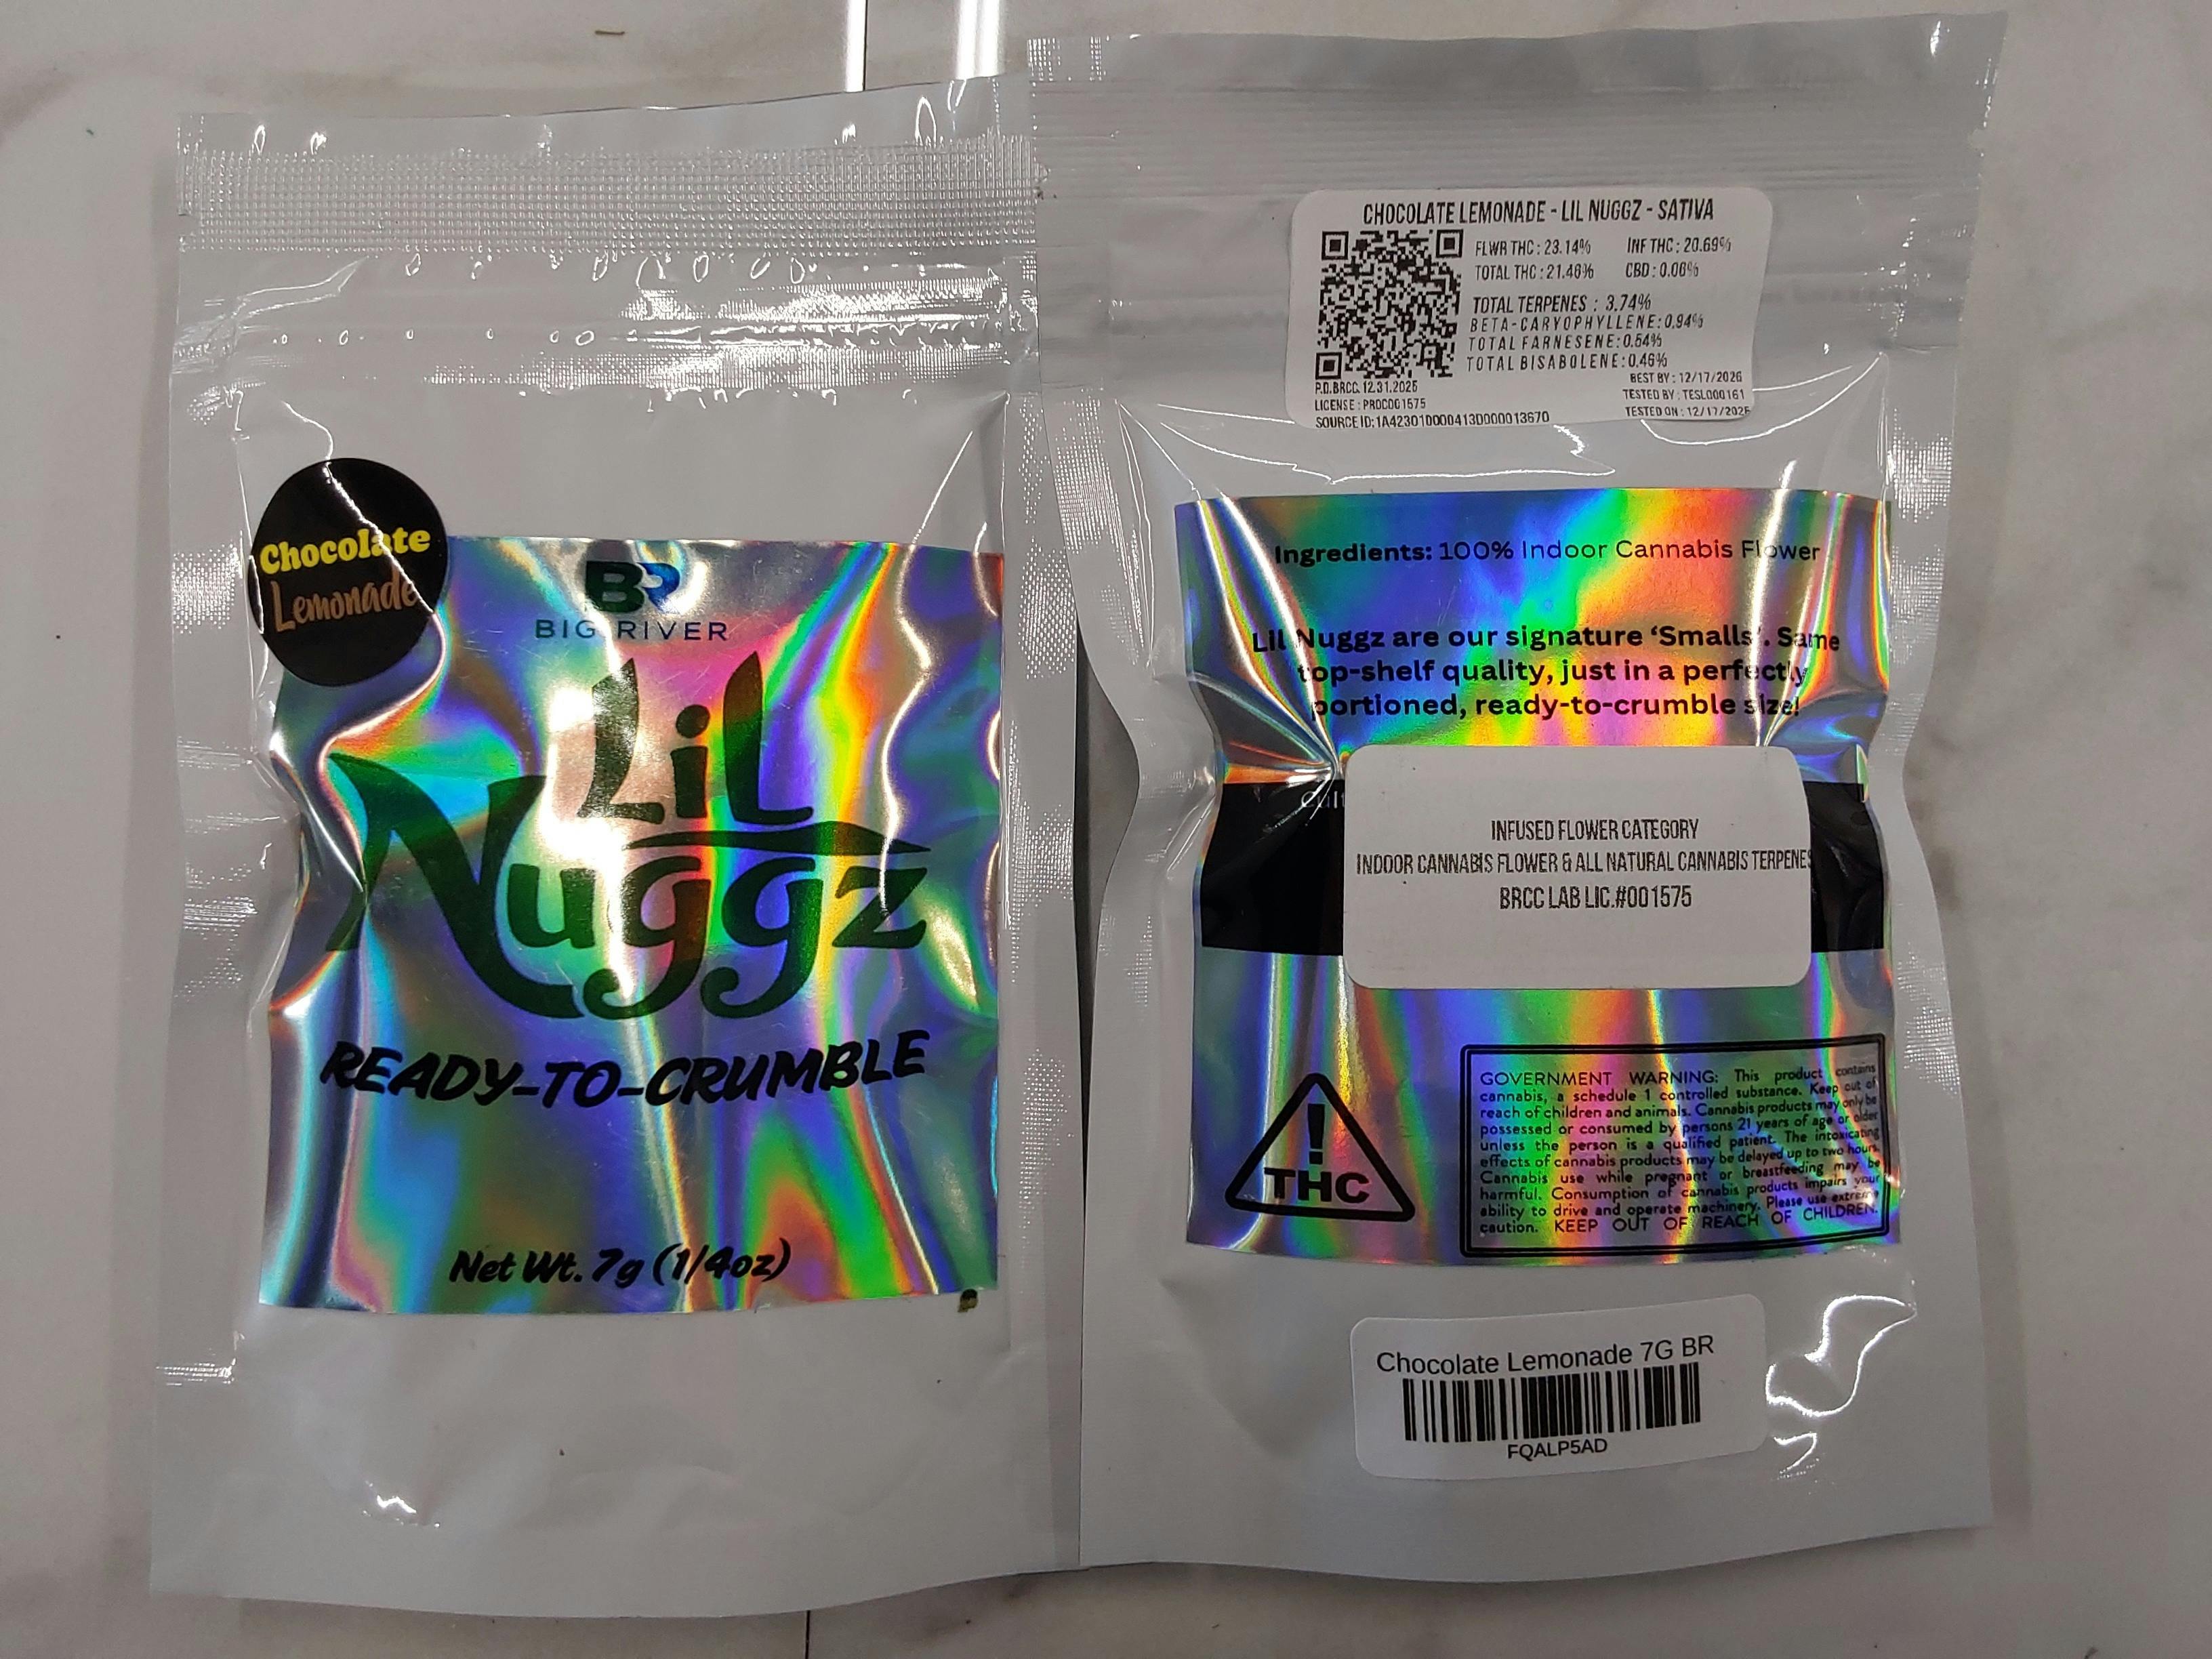 Chocolate
Lemonade
BR
BIG RIVER
LiL
Nuggz
READY-TO-CRUMBLE
Net Wt. 7g (1/4oz)
CHOCOLATE LEMONADE - LIL NUGGZ - SATIVA
FLWR THC : 23.14% INF THC : 20.69%
TOTAL THC : 21.46% CBD : 0.06%
TOTAL TERPENES : 3.74%
BETA-CARYOPHYLLENE:0.94%
TOTAL FARNESENE:0.54%
TOTAL BISABOLENE:0.46%
BEST BY : 12/17/2026
P.D.BRCC.12.31.2025
TESTED BY : TESL000161
LICENSE : PROC001575
TESTED ON : 12/17/2025
SOURCE ID:1A423010000413D000013670
Ingredients: 100% Indoor Cannabis Flower
Lil Nuggz are our signature ‘Smalls’. Same
top-shelf quality, just in a perfectly
portioned, ready-to-crumble size!
INFUSED FLOWER CATEGORY
INDOOR CANNABIS FLOWER & ALL NATURAL CANNABIS TERPENES
BRCC LAB LIC.#001575
GOVERNMENT WARNING: This product contains
cannabis, a schedule 1 controlled substance. Keep out of
reach of children and animals. Cannabis products may only be
possessed or consumed by persons 21 years of age or older
unless the person is a qualified patient. The intoxicating
effects of cannabis products may be delayed up to two hours.
Cannabis use while pregnant or breastfeeding may be
harmful. Consumption of cannabis products impairs your
ability to drive and operate machinery. Please use extreme
caution. KEEP OUT OF REACH OF CHILDREN.
!
THC
Chocolate Lemonade 7G BR
FQALP5AD